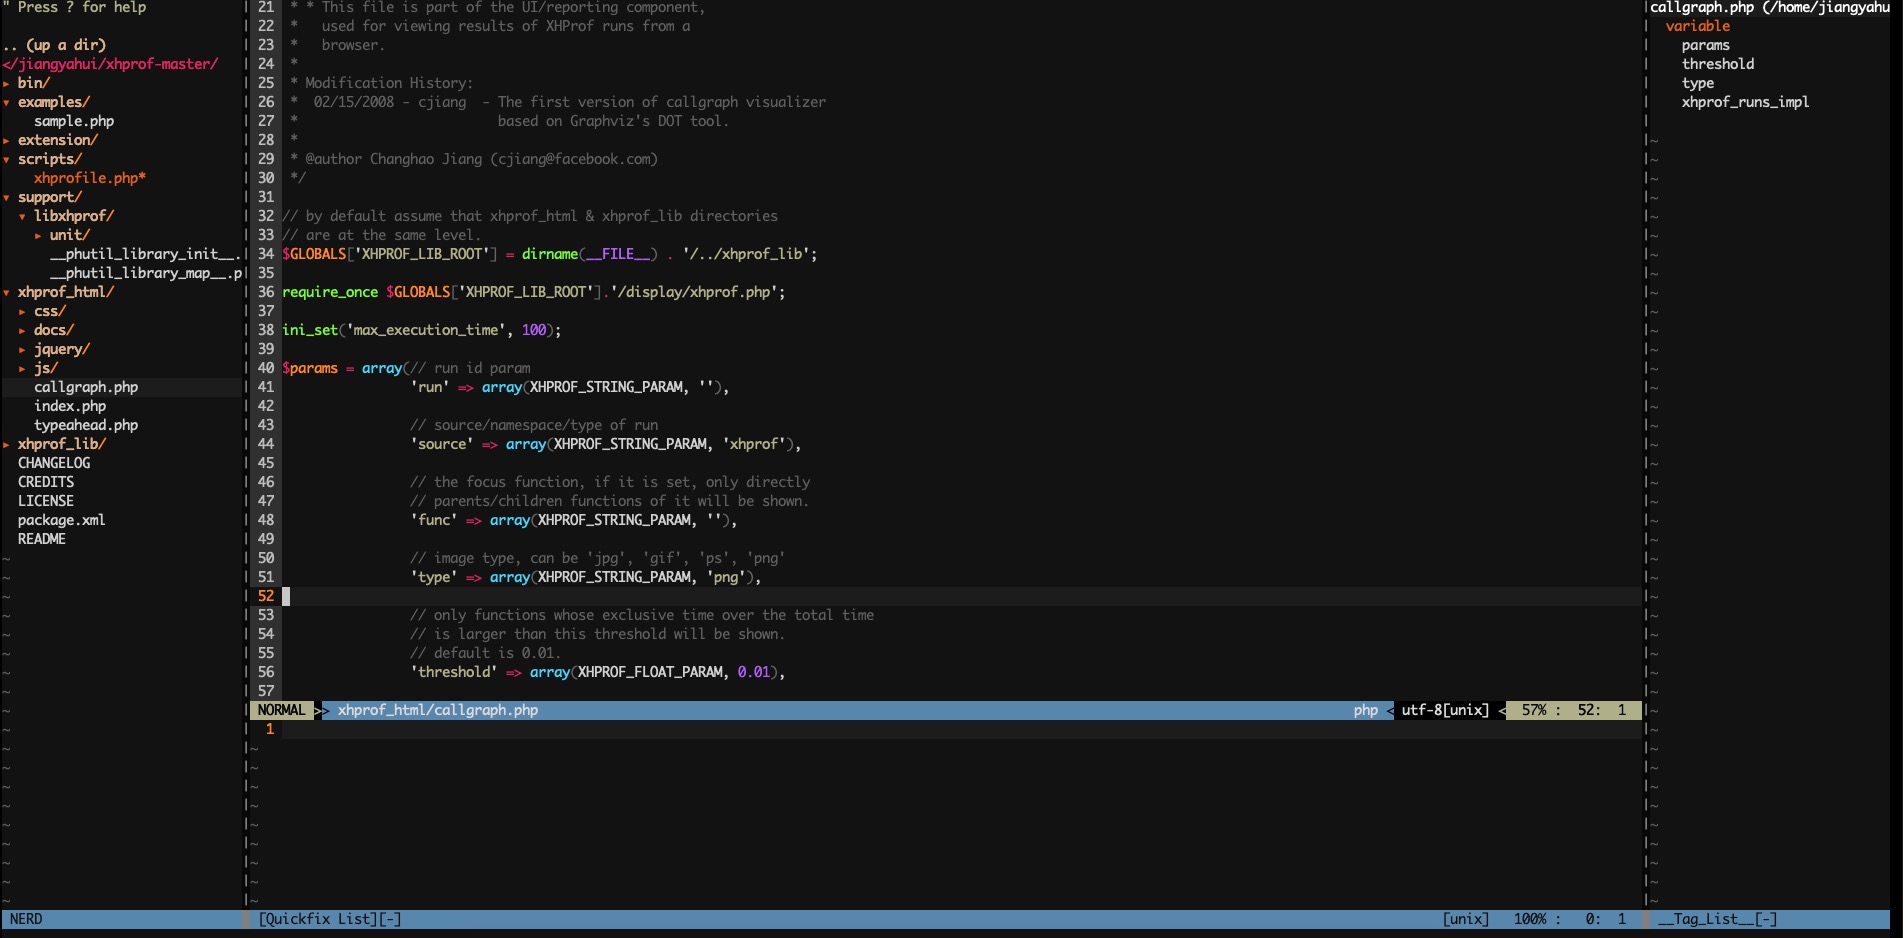 " Press ? for help
.. (up a dir)
</jiangyahui/xhprof-master/
▸ bin/
▾ examples/
sample.php
▸ extension/
▾ scripts/
xhprofile.php*
▾ support/
▾ libxhprof/
▸ unit/
__phutil_library_init__.
__phutil_library_map__.p
▾ xhprof_html/
▸ css/
▸ docs/
▸ jquery/
▸ js/
callgraph.php
index.php
typeahead.php
▸ xhprof_lib/
CHANGELOG
CREDITS
LICENSE
package.xml
README
NERD
21 * * This file is part of the UI/reporting component,
22 *   used for viewing results of XHProf runs from a
23 *   browser.
24 *
25 * Modification History:
26 *  02/15/2008 - cjiang  - The first version of callgraph visualizer
27 *                         based on Graphviz's DOT tool.
28 *
29 * @author Changhao Jiang (cjiang@facebook.com)
30 */
31
32 // by default assume that xhprof_html & xhprof_lib directories
33 // are at the same level.
34 $GLOBALS['XHPROF_LIB_ROOT'] = dirname(__FILE__) . '/../xhprof_lib';
35
36 require_once $GLOBALS['XHPROF_LIB_ROOT'].'/display/xhprof.php';
37
38 ini_set('max_execution_time', 100);
39
40 $params = array(// run id param
41                 'run' => array(XHPROF_STRING_PARAM, ''),
42
43                 // source/namespace/type of run
44                 'source' => array(XHPROF_STRING_PARAM, 'xhprof'),
45
46                 // the focus function, if it is set, only directly
47                 // parents/children functions of it will be shown.
48                 'func' => array(XHPROF_STRING_PARAM, ''),
49
50                 // image type, can be 'jpg', 'gif', 'ps', 'png'
51                 'type' => array(XHPROF_STRING_PARAM, 'png'),
52
53                 // only functions whose exclusive time over the total time
54                 // is larger than this threshold will be shown.
55                 // default is 0.01.
56                 'threshold' => array(XHPROF_FLOAT_PARAM, 0.01),
57
NORMAL >> xhprof_html/callgraph.php php < utf-8[unix] < 57% : 52: 1
1
[Quickfix List][-] [unix] 100% : 0: 1
callgraph.php (/home/jiangyahu
variable
params
threshold
type
xhprof_runs_impl
__Tag_List__[-]